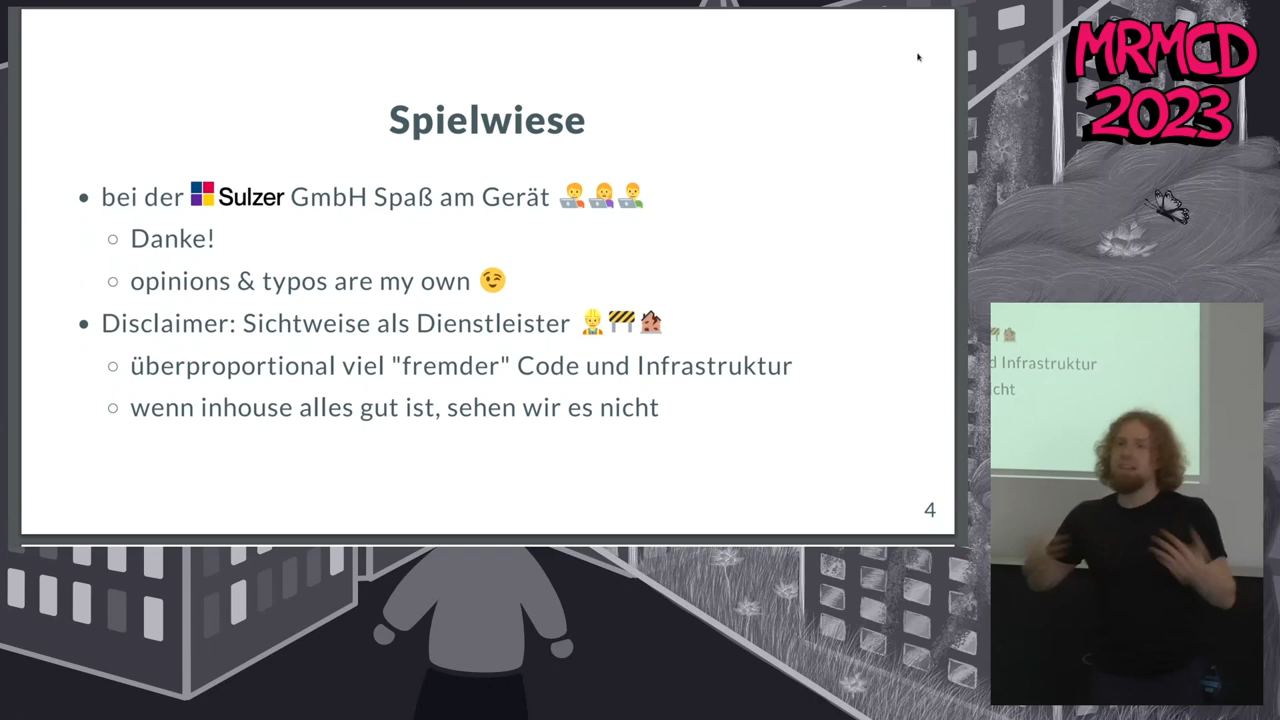 MRMCD
2023
Spielwiese
bei der Sulzer GmbH Spaß am Gerät
Danke!
opinions & typos are my own
Disclaimer: Sichtweise als Dienstleister
überproportional viel "fremder" Code und Infrastruktur
wenn inhouse alles gut ist, sehen wir es nicht
4
d Infrastruktur
cht